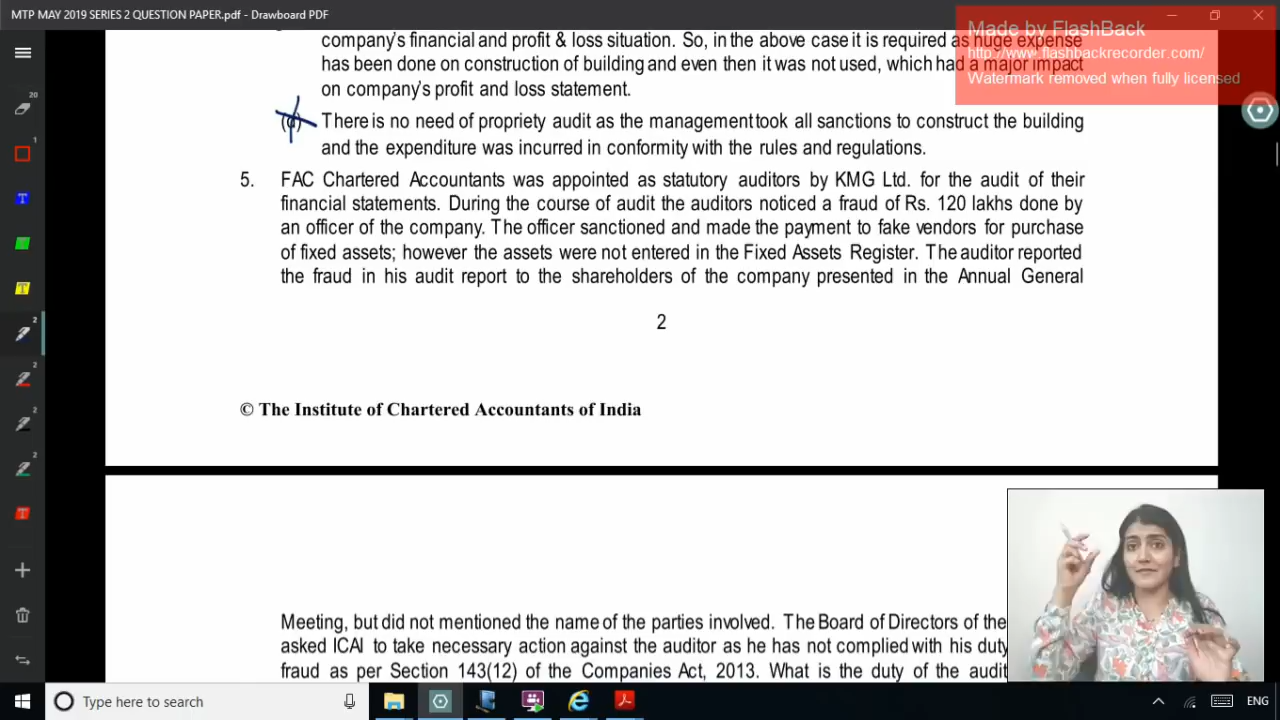 MTP MAY 2019 SERIES 2 QUESTION PAPER.pdf - Drawboard PDF
Made by FlashBack
http://www.flashbackrecorder.com/
Watermark removed when fully licensed
company's financial and profit & loss situation. So, in the above case it is required as huge expense
has been done on construction of building and even then it was not used, which had a major impact
on company's profit and loss statement.
(d) There is no need of propriety audit as the management took all sanctions to construct the building
and the expenditure was incurred in conformity with the rules and regulations.
5. FAC Chartered Accountants was appointed as statutory auditors by KMG Ltd. for the audit of their
financial statements. During the course of audit the auditors noticed a fraud of Rs. 120 lakhs done by
an officer of the company. The officer sanctioned and made the payment to fake vendors for purchase
of fixed assets; however the assets were not entered in the Fixed Assets Register. The auditor reported
the fraud in his audit report to the shareholders of the company presented in the Annual General
2
© The Institute of Chartered Accountants of India
Meeting, but did not mentioned the name of the parties involved. The Board of Directors of the
asked ICAI to take necessary action against the auditor as he has not complied with his duty
fraud as per Section 143(12) of the Companies Act, 2013. What is the duty of the audit
20
1
T
T
2
2
2
2
T
Type here to search
ENG